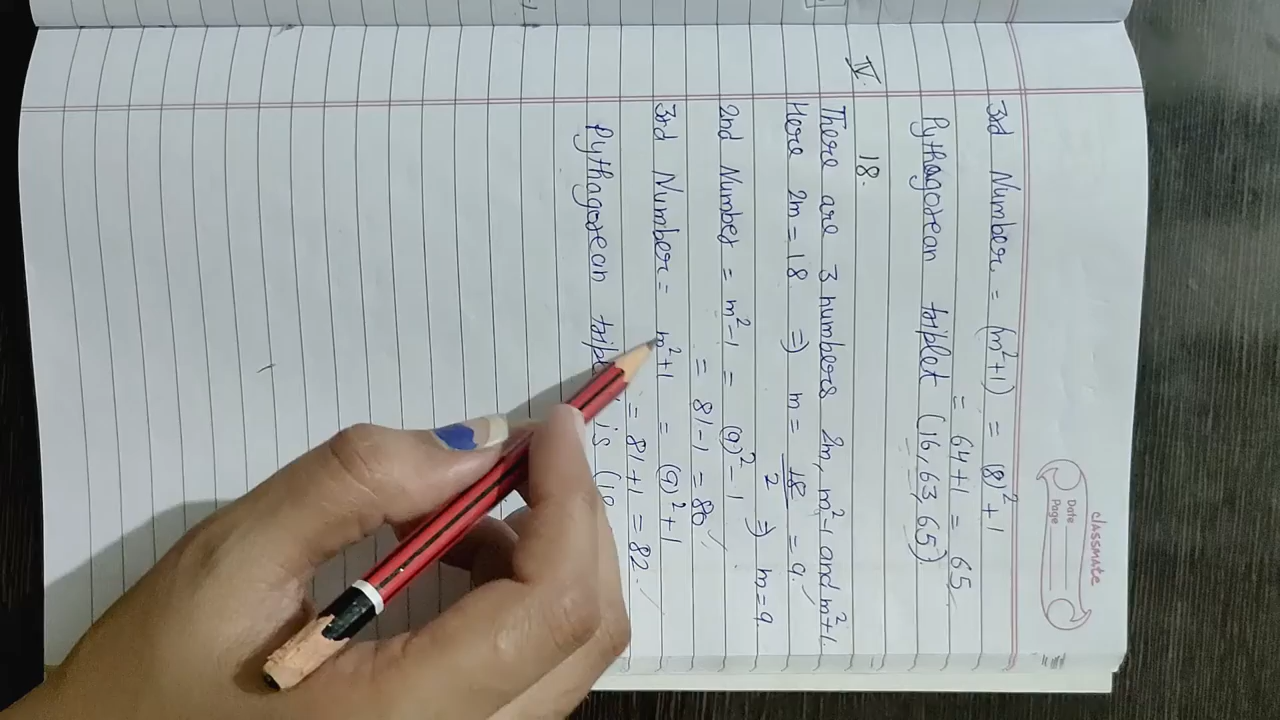 classmate
Date
Page
3rd Number = (m²+1) = (8)²+1
= 64+1 = 65
Pythagorean triplet (16, 63, 65)
IV. 18.
There are 3 numbers 2m, m²-1 and m²+1.
Here 2m = 18 ⇒ m = 18/2 = 9.
⇒ m = 9
2nd Number = m²-1 = (9)²-1
= 81-1 = 80
3rd Number = m²+1 = (9)²+1
= 81+1 = 82.
Pythagorean is (18